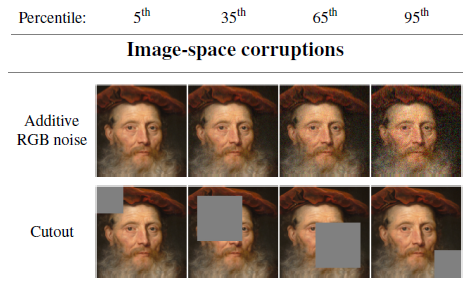 Percentile: 5th 35th 65th 95th
Image-space corruptions
Additive
RGB noise
Cutout